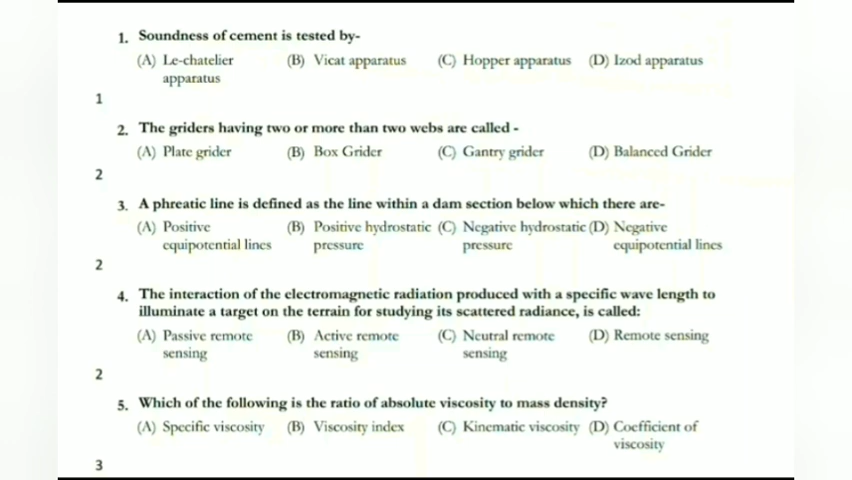 1. Soundness of cement is tested by-
(A) Le-chatelier apparatus (B) Vicat apparatus (C) Hopper apparatus (D) Izod apparatus
1
2. The griders having two or more than two webs are called -
(A) Plate grider (B) Box Grider (C) Gantry grider (D) Balanced Grider
2
3. A phreatic line is defined as the line within a dam section below which there are-
(A) Positive equipotential lines (B) Positive hydrostatic pressure (C) Negative hydrostatic pressure (D) Negative equipotential lines
2
4. The interaction of the electromagnetic radiation produced with a specific wave length to
illuminate a target on the terrain for studying its scattered radiance, is called:
(A) Passive remote sensing (B) Active remote sensing (C) Neutral remote sensing (D) Remote sensing
2
5. Which of the following is the ratio of absolute viscosity to mass density?
(A) Specific viscosity (B) Viscosity index (C) Kinematic viscosity (D) Coefficient of viscosity
3